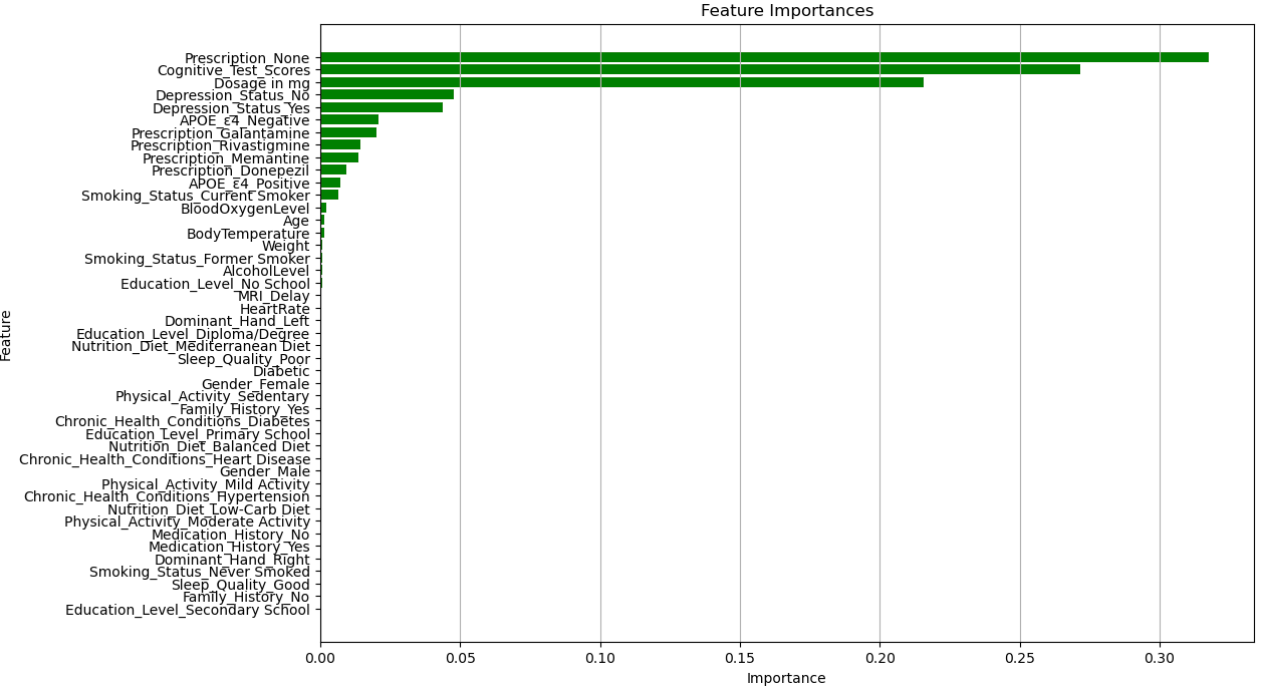 Feature Importances
Prescription_None
Cognitive_Test_Scores
Dosage in mg
Depression_Status_No
Depression_Status_Yes
APOE_ε4_Negative
Prescription_Galantamine
Prescription_Rivastigmine
Prescription_Memantine
Prescription_Donepezil
APOE_ε4_Positive
Smoking_Status_Current Smoker
BloodOxygenLevel
Age
BodyTemperature
Weight
Smoking_Status_Former Smoker
AlcoholLevel
Education_Level_No School
MRI_Delay
HeartRate
Dominant_Hand_Left
Education_Level_Diploma/Degree
Nutrition_Diet_Mediterranean Diet
Sleep_Quality_Poor
Diabetic
Gender_Female
Physical_Activity_Sedentary
Family_History_Yes
Chronic_Health_Conditions_Diabetes
Education_Level_Primary School
Nutrition_Diet_Balanced Diet
Chronic_Health_Conditions_Heart Disease
Gender_Male
Physical_Activity_Mild Activity
Chronic_Health_Conditions_Hypertension
Nutrition_Diet_Low-Carb Diet
Physical_Activity_Moderate Activity
Medication_History_No
Medication_History_Yes
Dominant_Hand_Right
Smoking_Status_Never Smoked
Sleep_Quality_Good
Family_History_No
Education_Level_Secondary School
Feature
0.00 0.05 0.10 0.15 0.20 0.25 0.30
Importance